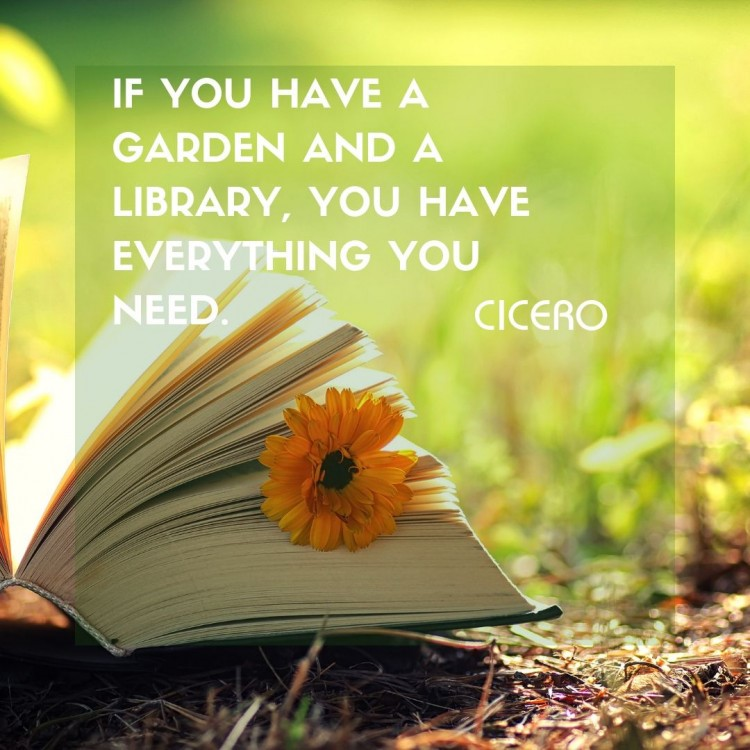 IF YOU HAVE A
GARDEN AND A
LIBRARY, YOU HAVE
EVERYTHING YOU
NEED.
CICERO